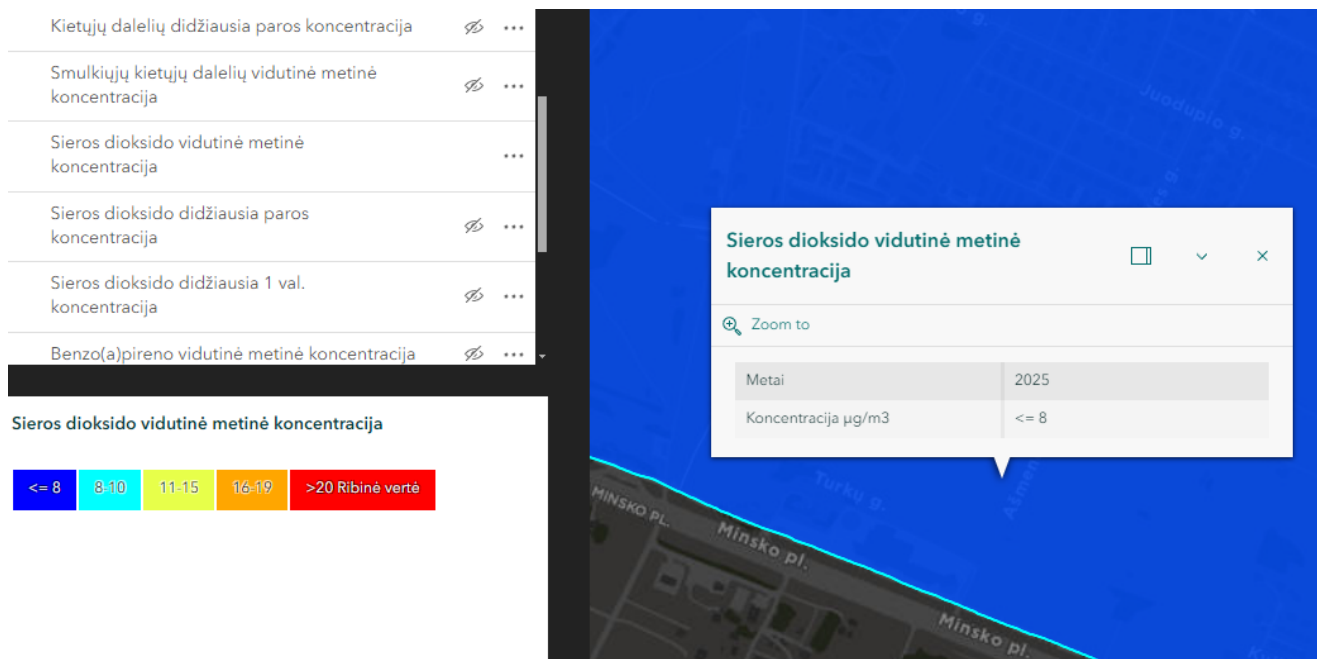 Kietųjų dalelių didžiausia paros koncentracija
Smulkiųjų kietųjų dalelių vidutinė metinė
koncentracija
Sieros dioksido vidutinė metinė
koncentracija
Sieros dioksido didžiausia paros
koncentracija
Sieros dioksido didžiausia 1 val.
koncentracija
Benzo(a)pireno vidutinė metinė koncentracija
Sieros dioksido vidutinė metinė koncentracija
<= 8
8-10
11-15
16-19
>20 Ribinė vertė
Juoduplo g.
Sieros dioksido vidutinė metinė
koncentracija
Zoom to
Metai 2025
Koncentracija µg/m3 <= 8
Turkų g.
MINSKO PL.
Minsko pl.
Minsko pl.